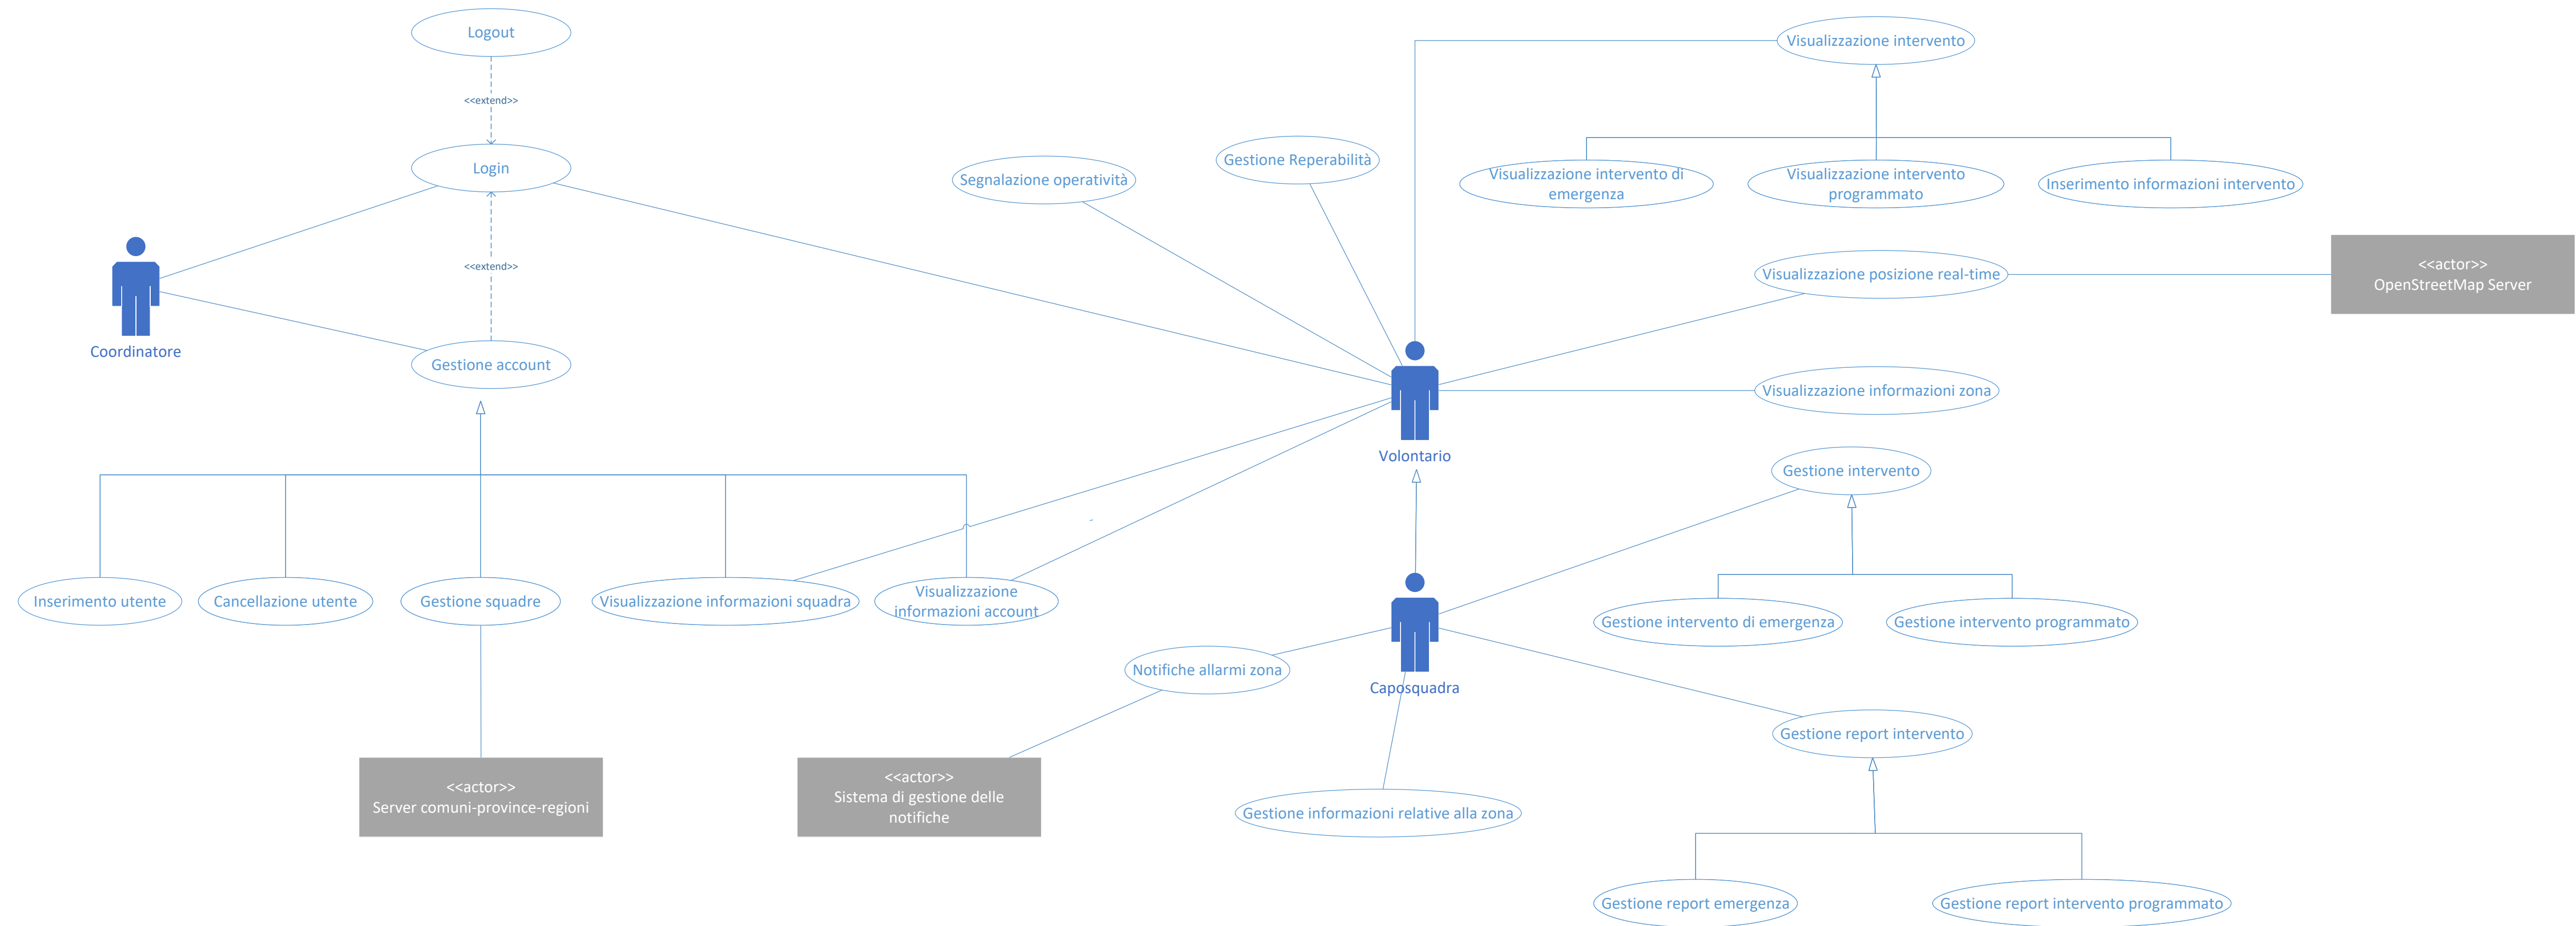 Logout
Visualizzazione intervento
<<extend>>
Gestione Reperabilità
Login
Segnalazione operatività
Visualizzazione intervento di
emergenza
Visualizzazione intervento
programmato
Inserimento informazioni intervento
<<extend>>
Visualizzazione posizione real-time
<<actor>>
OpenStreetMap Server
Coordinatore
Gestione account
Visualizzazione informazioni zona
Volontario
Gestione intervento
Inserimento utente
Cancellazione utente
Gestione squadre
Visualizzazione informazioni squadra
Visualizzazione
informazioni account
Gestione intervento di emergenza
Gestione intervento programmato
Notifiche allarmi zona
Caposquadra
Gestione report intervento
<<actor>>
Server comuni-province-regioni
<<actor>>
Sistema di gestione delle
notifiche
Gestione informazioni relative alla zona
Gestione report emergenza
Gestione report intervento programmato